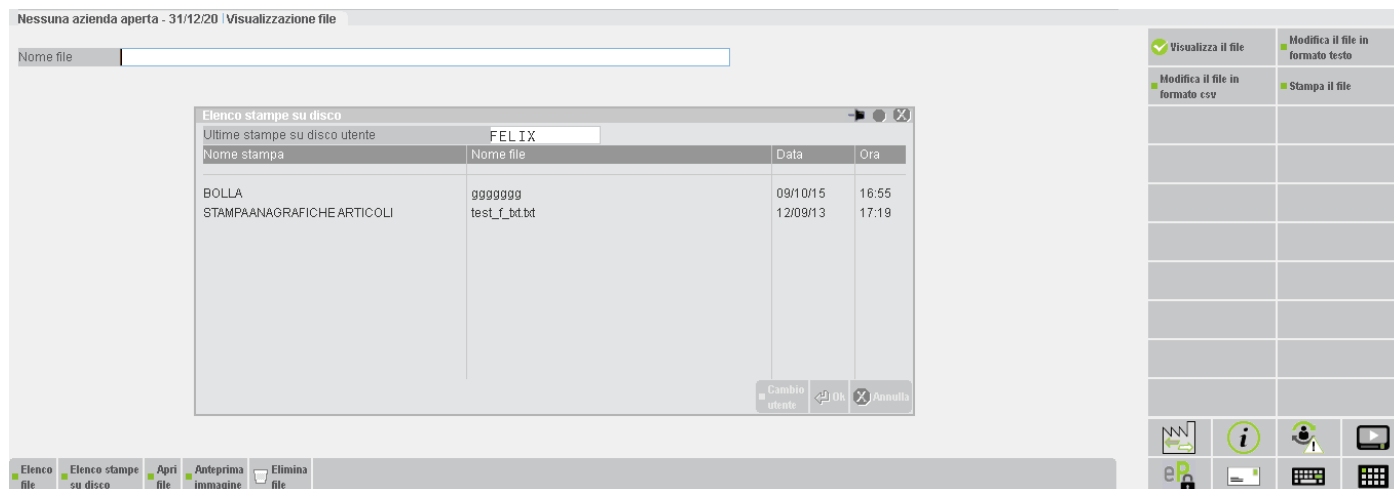 Nessuna azienda aperta - 31/12/20 Visualizzazione file
Nome file
Elenco stampe su disco
Ultime stampe su disco utente FELIX
Nome stampa Nome file Data Ora
BOLLA ggggggg 09/10/15 16:55
STAMPAANAGRAFICHE ARTICOLI test_f_txt.txt 12/09/13 17:19
Cambio utente Ok Annulla
Visualizza il file
Modifica il file in formato testo
Modifica il file in formato csv
Stampa il file
Elenco file
Elenco stampe su disco
Apri file
Anteprima immagine
Elimina file
i
eP